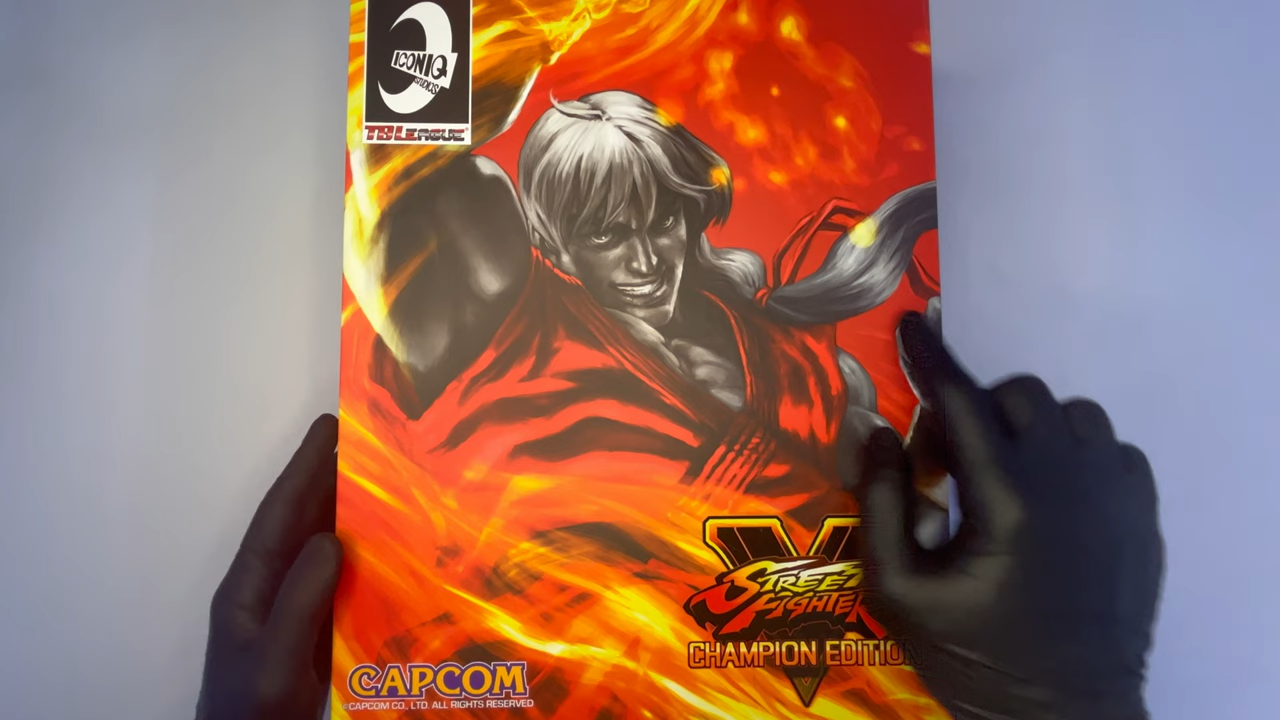 ICONIQ
STUDIOS
TBLEAGUE
STREET
FIGHTER
CHAMPION EDITION
CAPCOM
©CAPCOM CO., LTD. ALL RIGHTS RESERVED